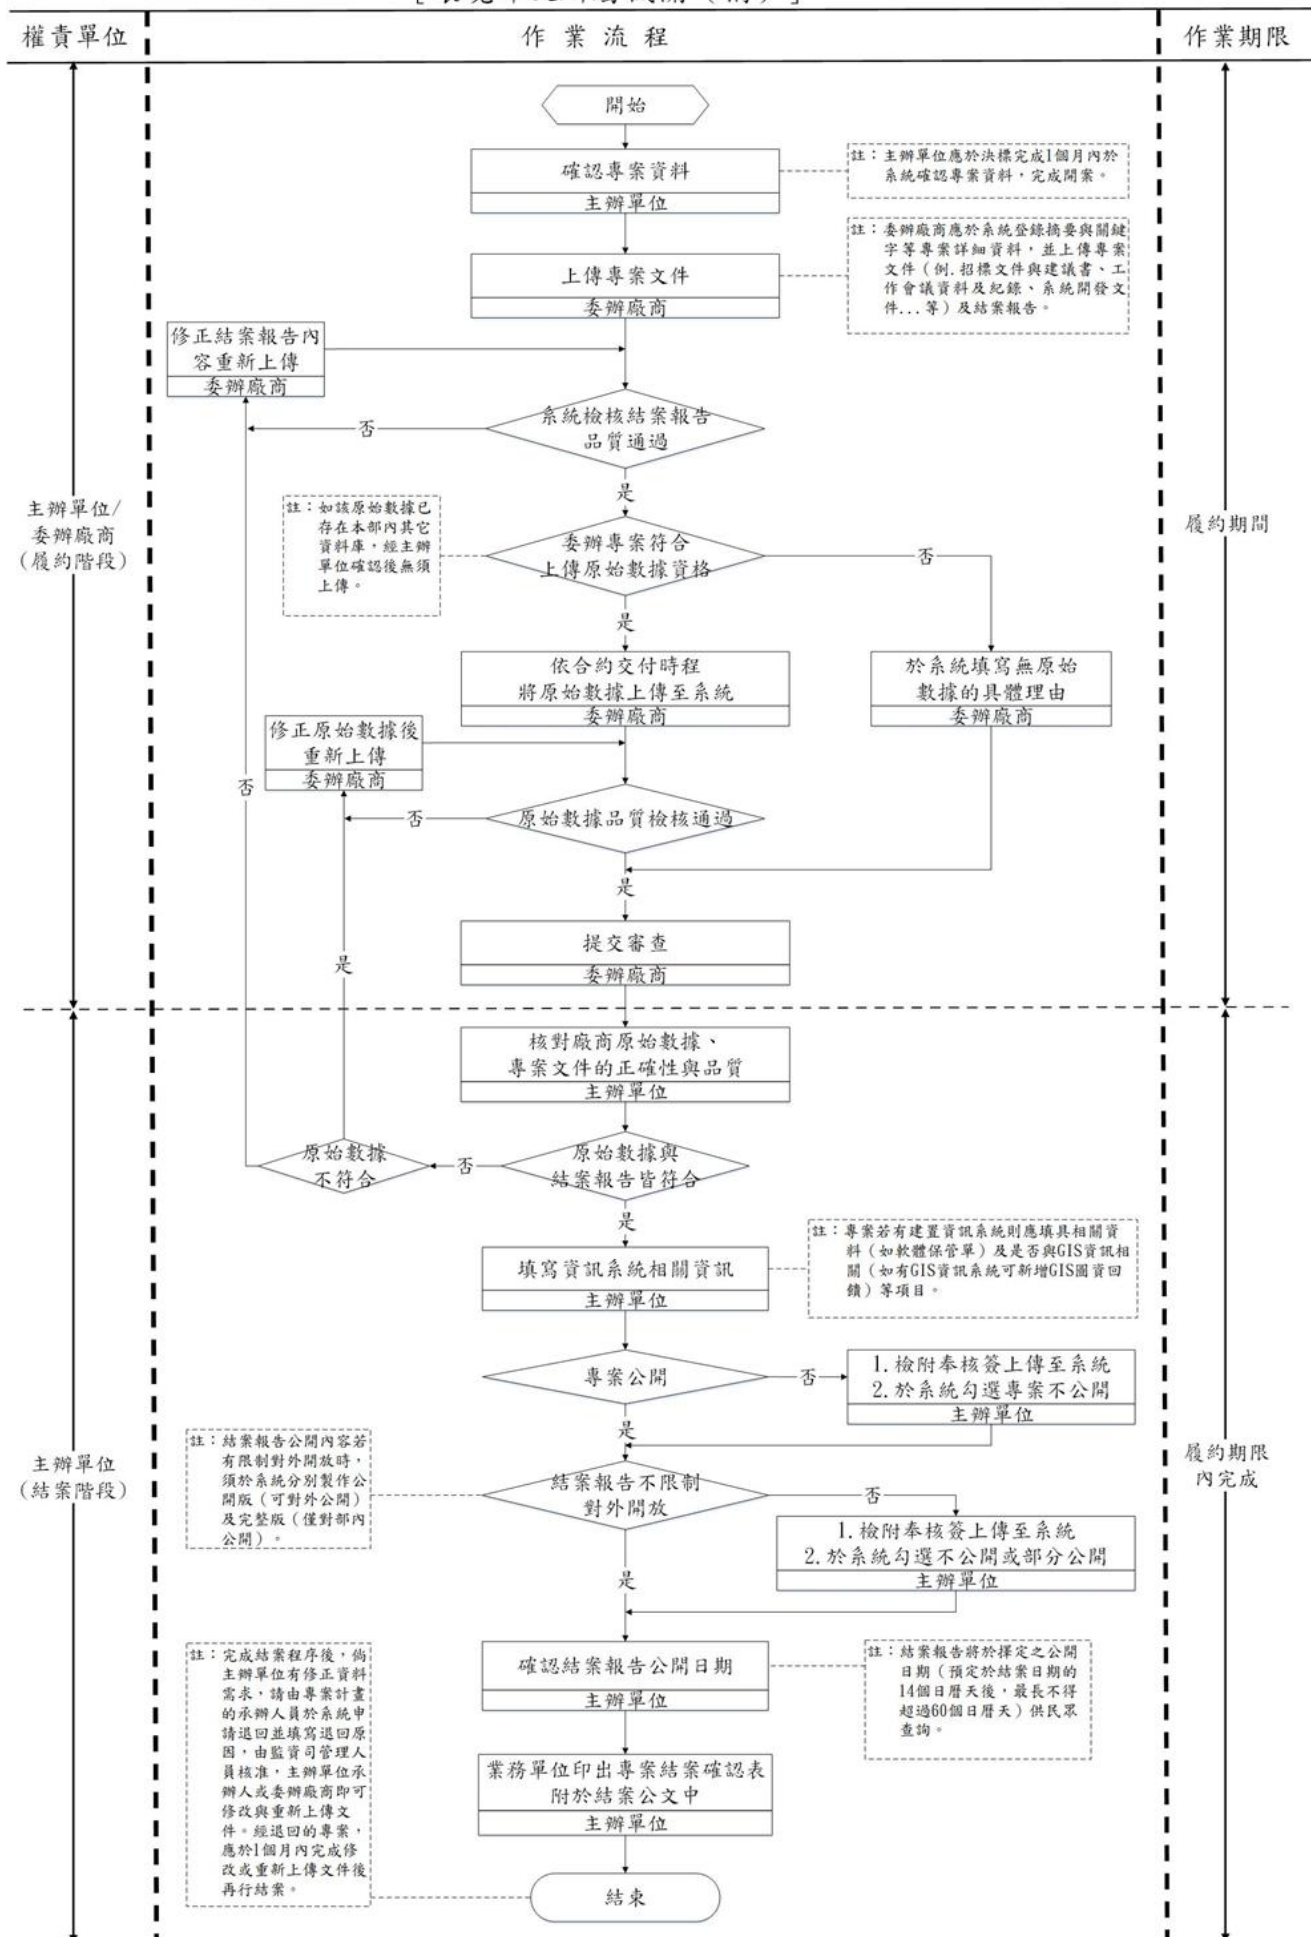 權責單位
作業流程
作業期限
開始
確認專案資料
主辦單位
註：主辦單位應於決標完成1個月內於
系統確認專案資料，完成開案。
上傳專案文件
委辦廠商
註：委辦廠商應於系統登錄摘要與關鍵
字等專案詳細資料，並上傳專案
文件（例.招標文件與建議書、工
作會議資料及紀錄、系統開發文
件...等）及結案報告。
修正結案報告內
容重新上傳
委辦廠商
系統檢核結案報告
品質通過
否
是
主辦單位/
委辦廠商
(履約階段)
履約期間
註：如該原始數據已
存在本部內其它
資料庫，經主辦
單位確認後無須
上傳。
委辦專案符合
上傳原始數據資格
否
是
依合約交付時程
將原始數據上傳至系統
委辦廠商
於系統填寫無原始
數據的具體理由
委辦廠商
修正原始數據後
重新上傳
委辦廠商
否
原始數據品質檢核通過
否
是
提交審查
委辦廠商
是
核對廠商原始數據、
專案文件的正確性與品質
主辦單位
原始數據與
結案報告皆符合
否
原始數據
不符合
是
填寫資訊系統相關資訊
主辦單位
註：專案若有建置資訊系統則應填具相關資
料（如軟體保管單）及是否與GIS資訊相
關（如有GIS資訊系統可新增GIS圖資回
饋）等項目。
專案公開
否
1.檢附奉核簽上傳至系統
2.於系統勾選專案不公開
主辦單位
是
主辦單位
(結案階段)
履約期限
內完成
註：結案報告公開內容若
有限制對外開放時，
須於系統分別製作公
開版（可對外公開）
及完整版（僅對部內
公開）。
結案報告不限制
對外開放
否
1.檢附奉核簽上傳至系統
2.於系統勾選不公開或部分公開
主辦單位
是
確認結案報告公開日期
主辦單位
註：結案報告將於擇定之公開
日期（預定於結案日期的
14個日曆天後，最長不得
超過60個日曆天）供民眾
查詢。
註：完成結案程序後，倘
主辦單位有修正資料
需求，請由專案計畫
的承辦人員於系統申
請退回並填寫退回原
因，由監資司管理人
員核准，主辦單位承
辦人或委辦廠商即可
修改與重新上傳文
件。經退回的專案，
應於1個月內完成修
改或重新上傳文件後
再行結案。
業務單位印出專案結案確認表
附於結案公文中
主辦單位
結束